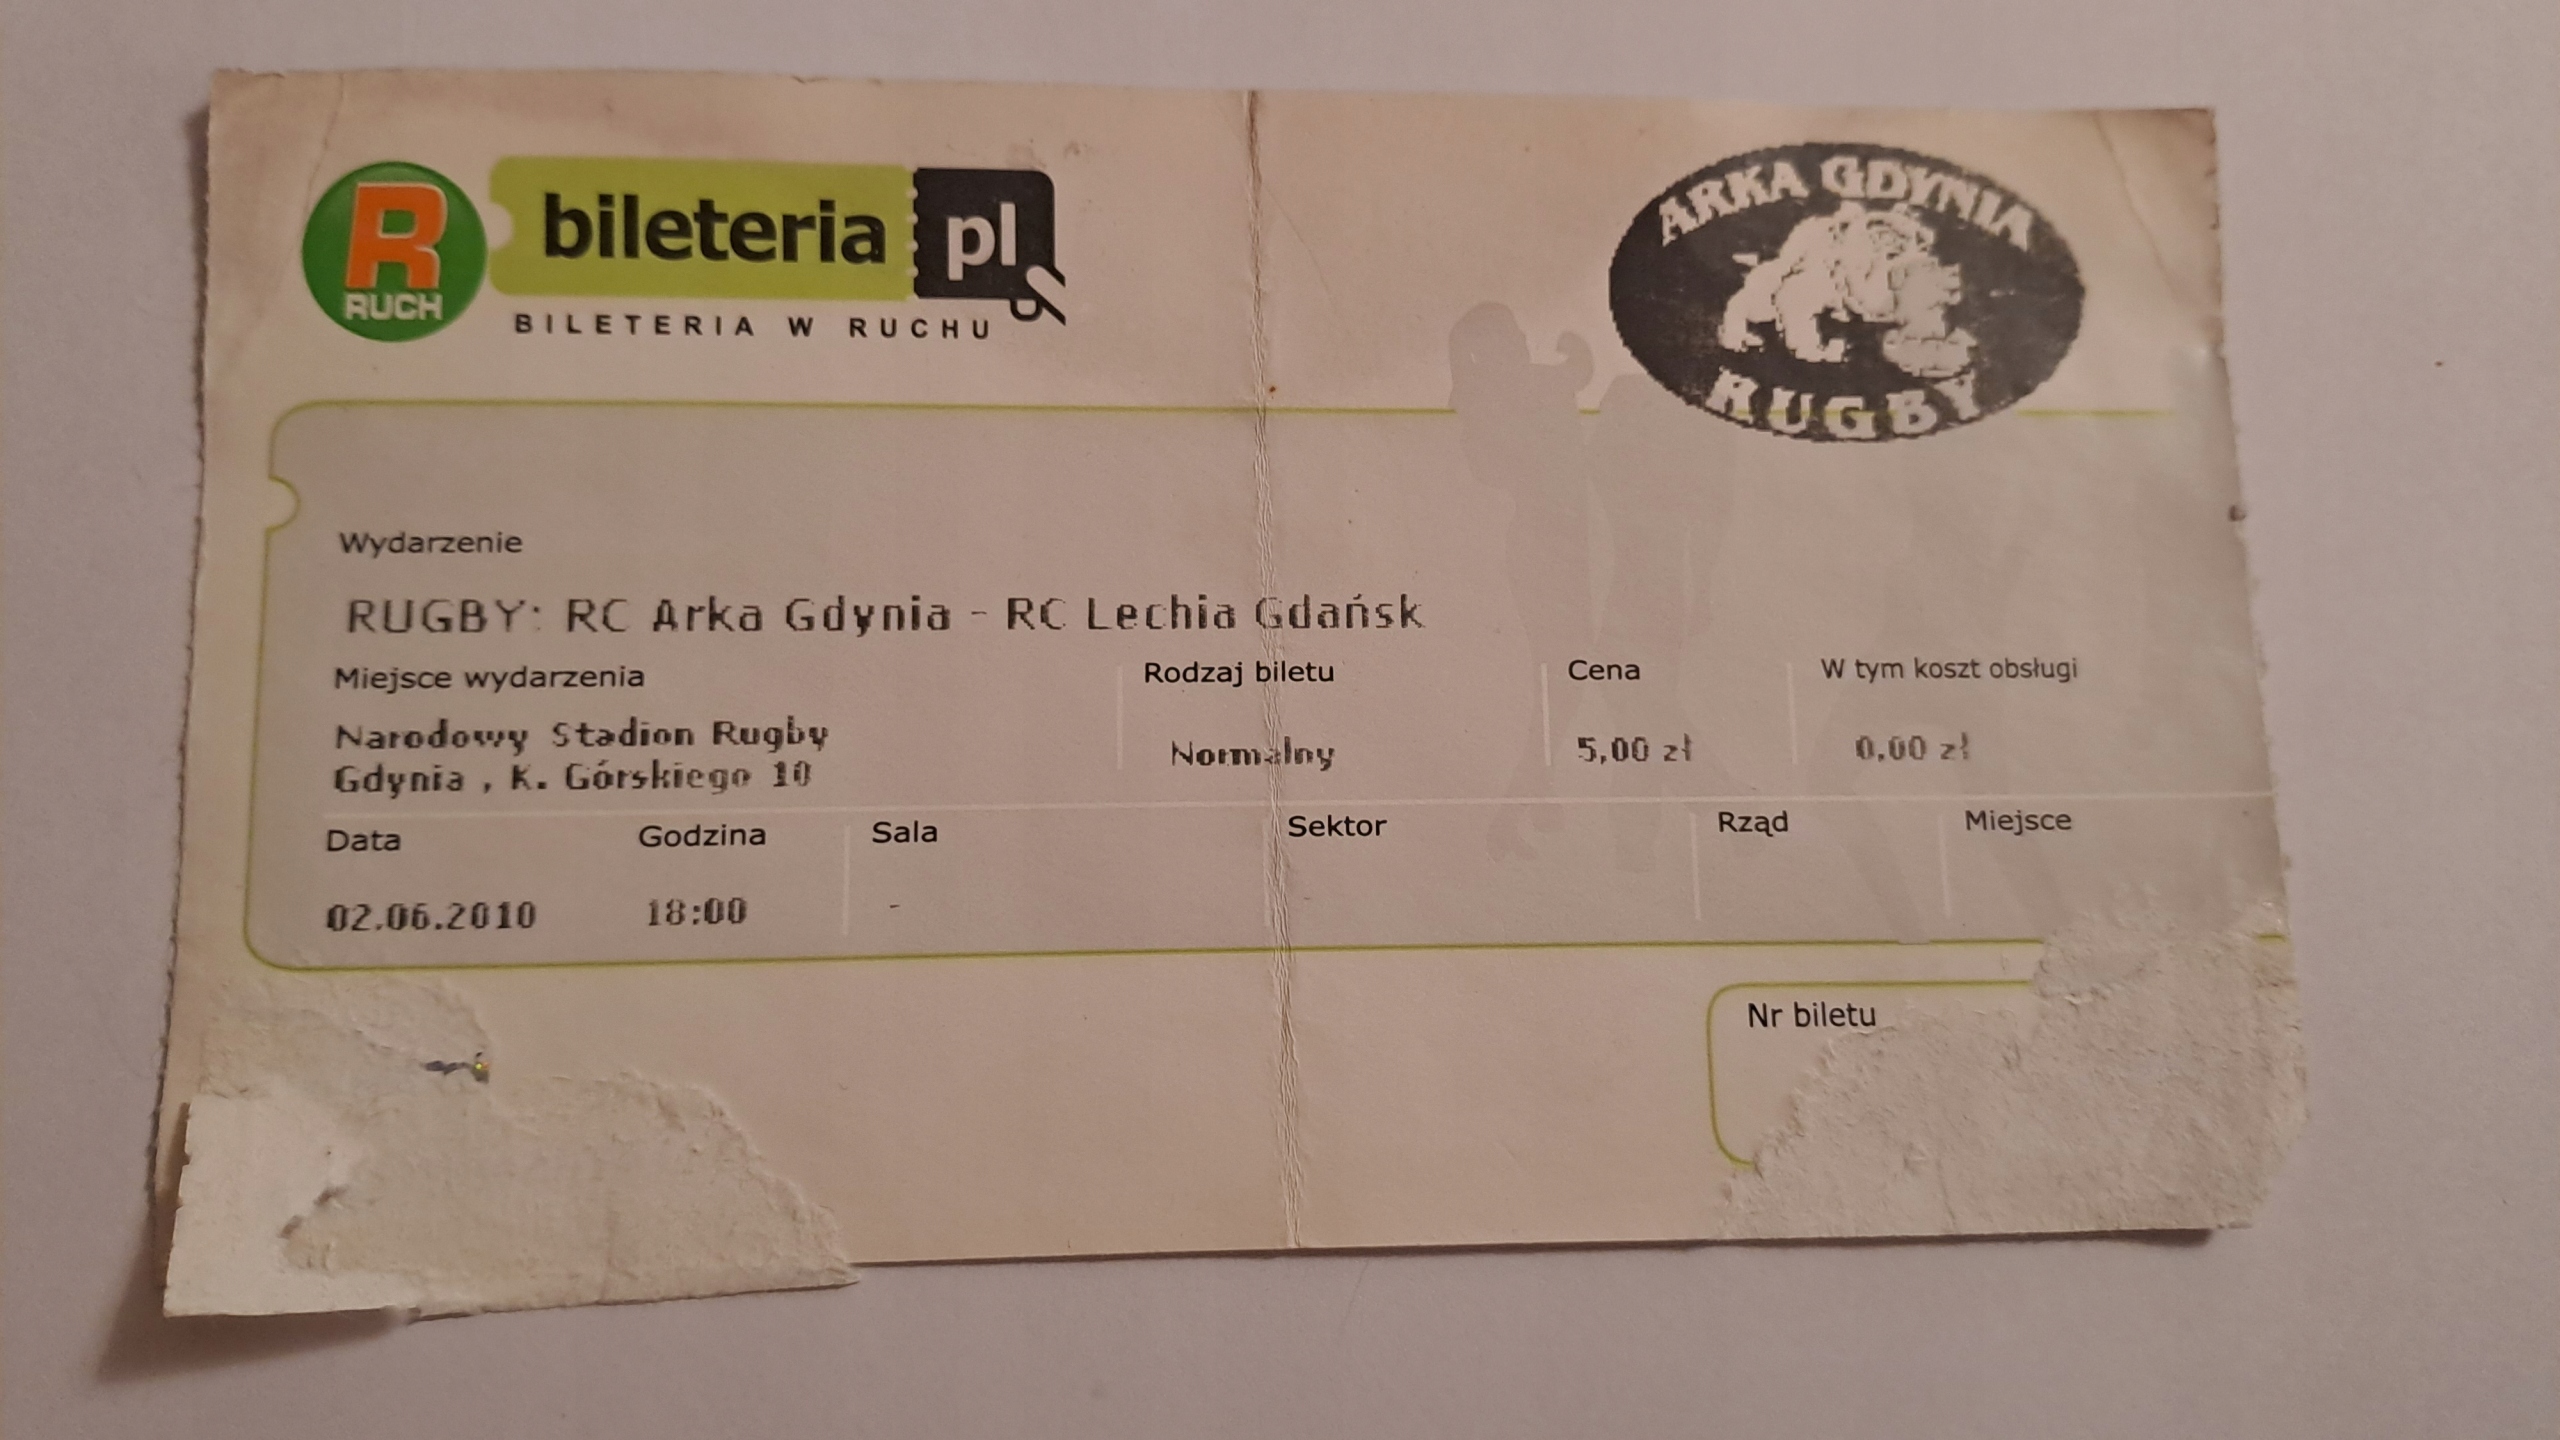 R
RUCH
bileteria pl
BILETERIA W RUCHU
ARKA GDYNIA
RUGBY
Wydarzenie
RUGBY: RC Arka Gdynia - RC Lechia Gdańsk
Miejsce wydarzenia Rodzaj biletu Cena W tym koszt obsługi
Narodowy Stadion Rugby
Gdynia , K. Górskiego 10
Normalny 5,00 zł 0,00 zł
Data Godzina Sala Sektor Rząd Miejsce
02.06.2010 18:00 -
Nr biletu